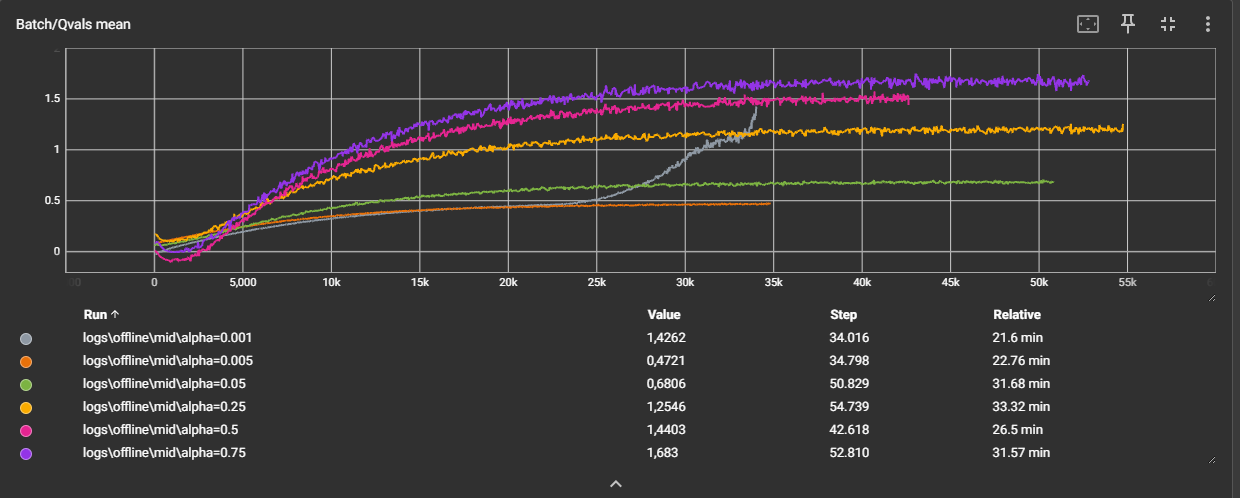 Batch/Qvals mean
1.5
1
0.5
0
0 5,000 10k 15k 20k 25k 30k 35k 40k 45k 50k 55k
Run ↑ Value Step Relative
logs\offline\mid\alpha=0.001 1,4262 34.016 21.6 min
logs\offline\mid\alpha=0.005 0,4721 34.798 22.76 min
logs\offline\mid\alpha=0.05 0,6806 50.829 31.68 min
logs\offline\mid\alpha=0.25 1,2546 54.739 33.32 min
logs\offline\mid\alpha=0.5 1,4403 42.618 26.5 min
logs\offline\mid\alpha=0.75 1,683 52.810 31.57 min